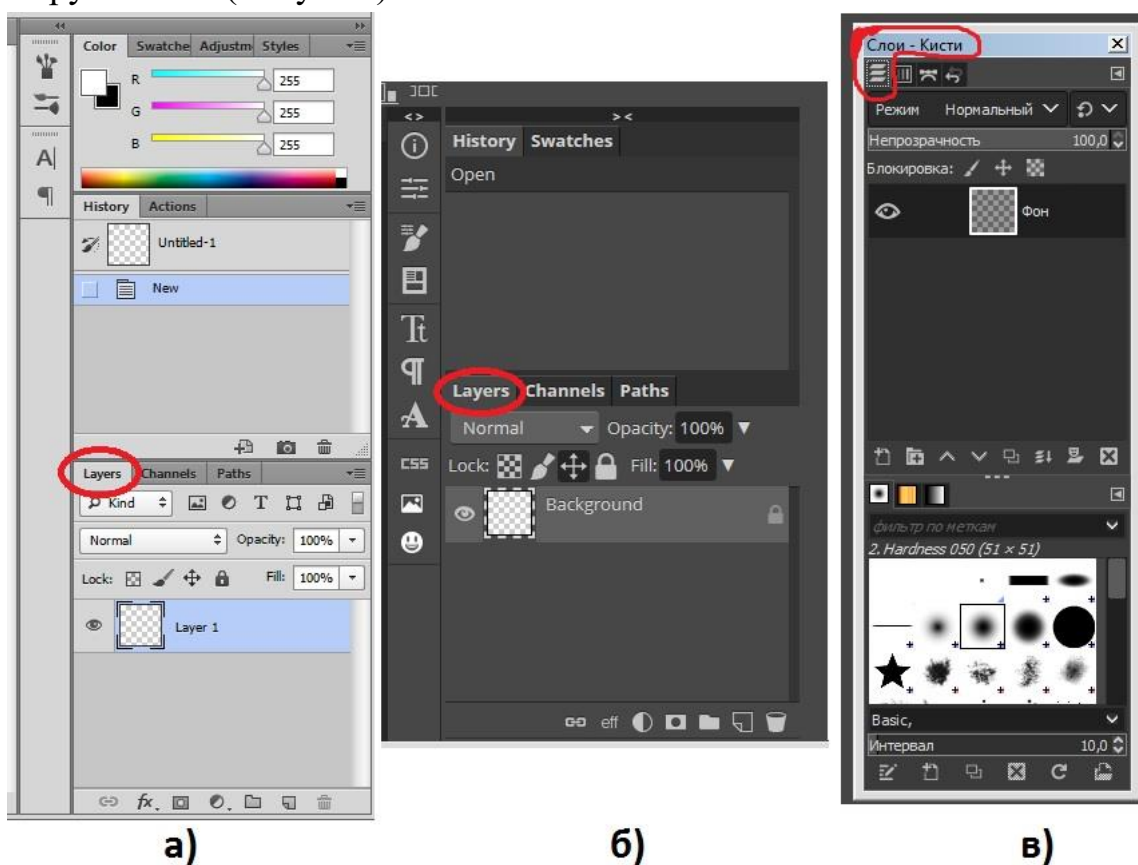 Color Swatche Adjustm Styles
R 255
G 255
B 255
A|
¶
History Actions
Untitled-1
New
Layers Channels Paths
Kind T
Normal Opacity: 100%
Lock: Fill: 100%
Layer 1
fx.
а)
< > > <
History Swatches
Open
Tt
¶
A
CSS
Layers Channels Paths
Normal Opacity: 100% ▼
Lock: Fill: 100% ▼
Background
eff
б)
Слои - Кисти
Режим Нормальный
Непрозрачность 100,0
Блокировка:
Фон
фильтр по меткам
2. Hardness 050 (51 × 51)
Basic,
Интервал 10,0
в)